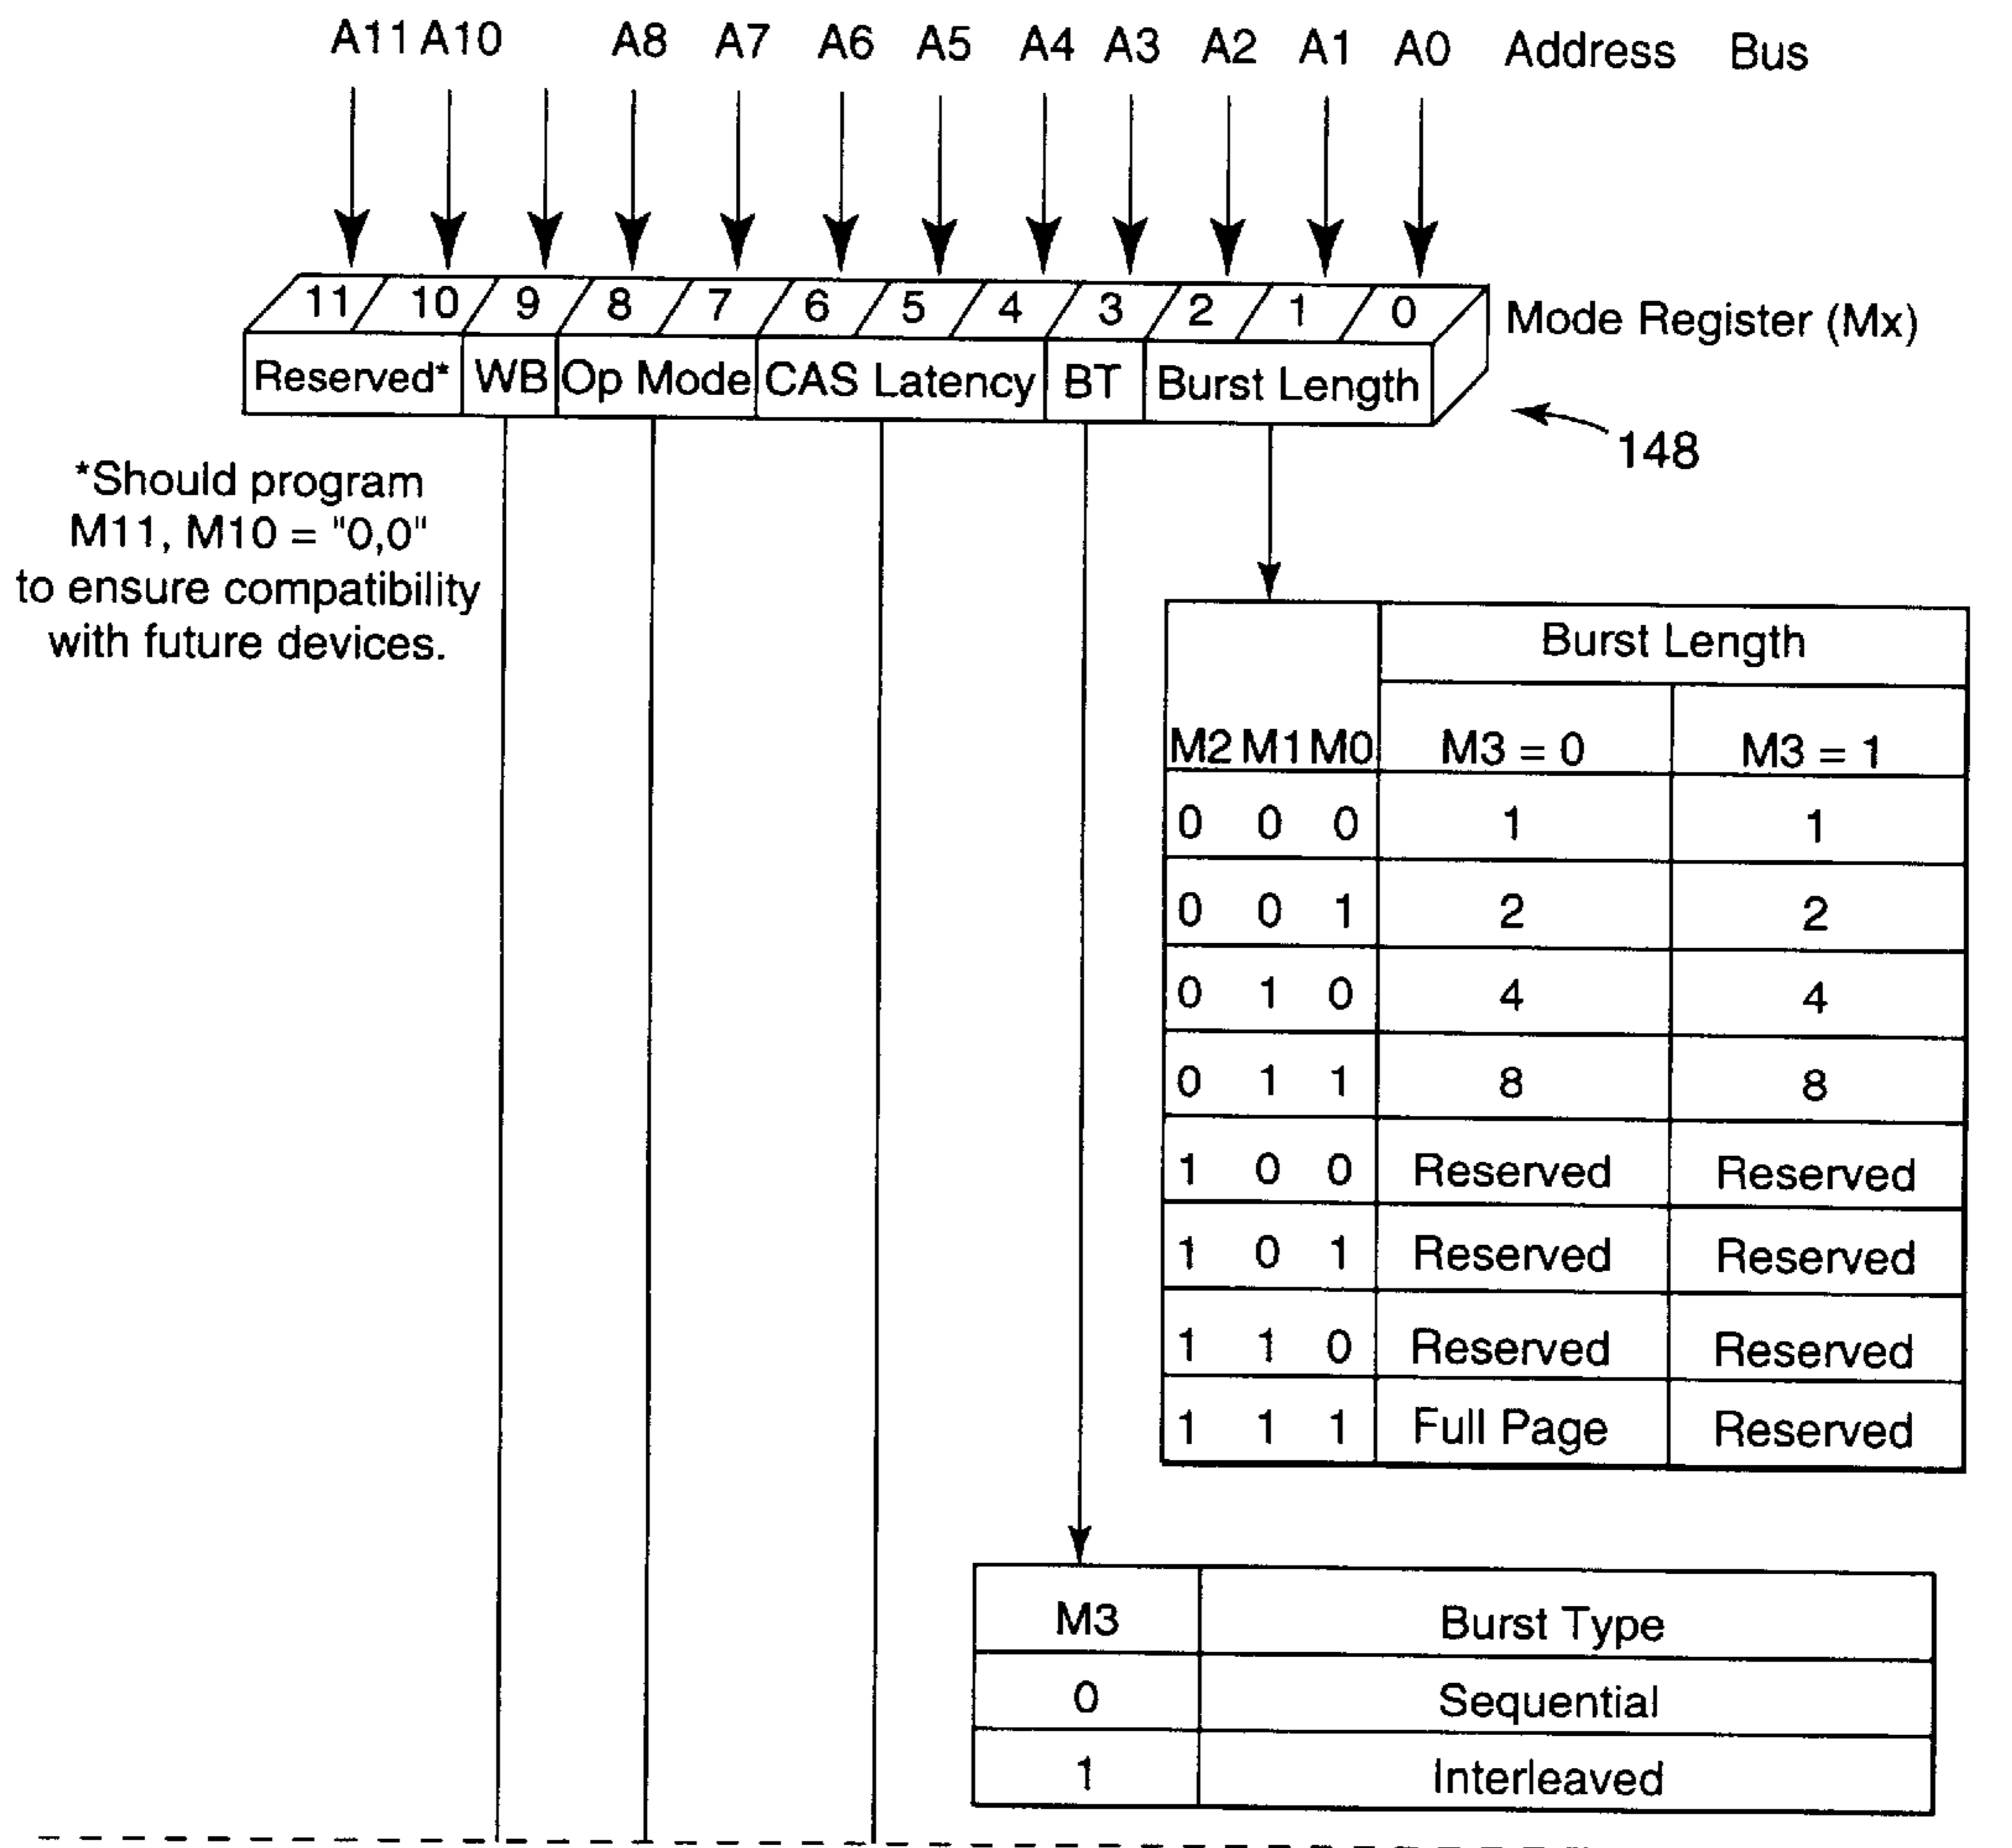 A11 A10 A8 A7 A6 A5 A4 A3 A2 A1 A0 Address Bus
11 10 9 8 7 6 5 4 3 2 1 0 Mode Register (Mx)
Reserved* WB Op Mode CAS Latency BT Burst Length
148
*Should program
M11, M10 = "0,0"
to ensure compatibility
with future devices.
Burst Length
M2 M1 M0 M3 = 0 M3 = 1
0 0 0 1 1
0 0 1 2 2
0 1 0 4 4
0 1 1 8 8
1 0 0 Reserved Reserved
1 0 1 Reserved Reserved
1 1 0 Reserved Reserved
1 1 1 Full Page Reserved
M3 Burst Type
0 Sequential
1 Interleaved